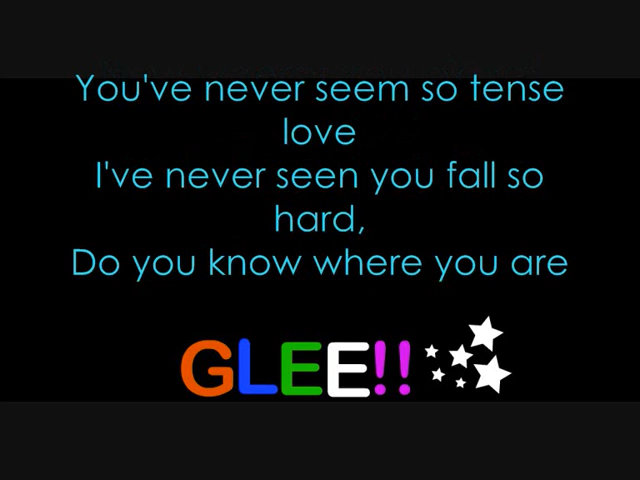 You've never seem so tense
love
I've never seen you fall so
hard,
Do you know where you are
GLEE!!